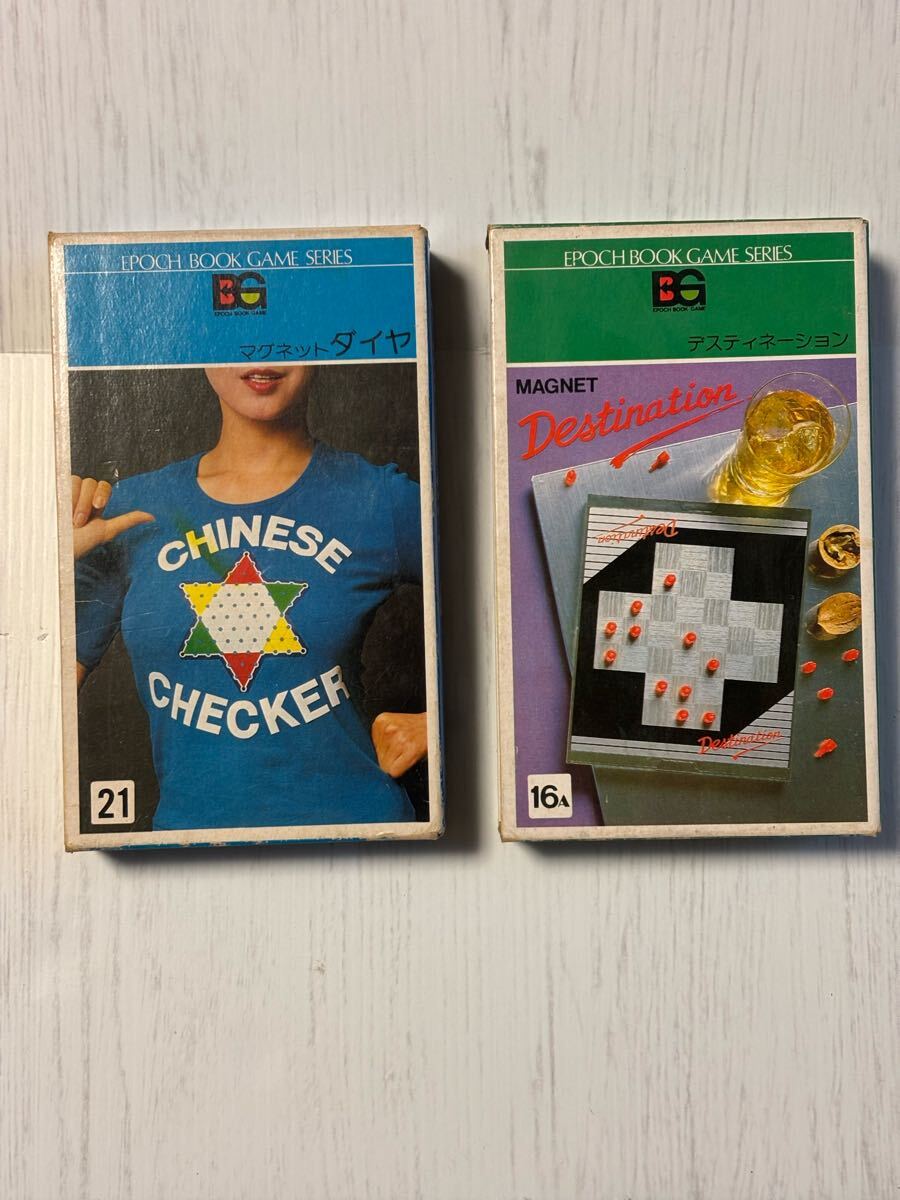 EPOCH BOOK GAME SERIES
BG
EPOCH BOOK GAME
マグネット ダイヤ
CHINESE
CHECKER
21
EPOCH BOOK GAME SERIES
BG
EPOCH BOOK GAME
デスティネーション
MAGNET
Destination
Destination
Destination
16A